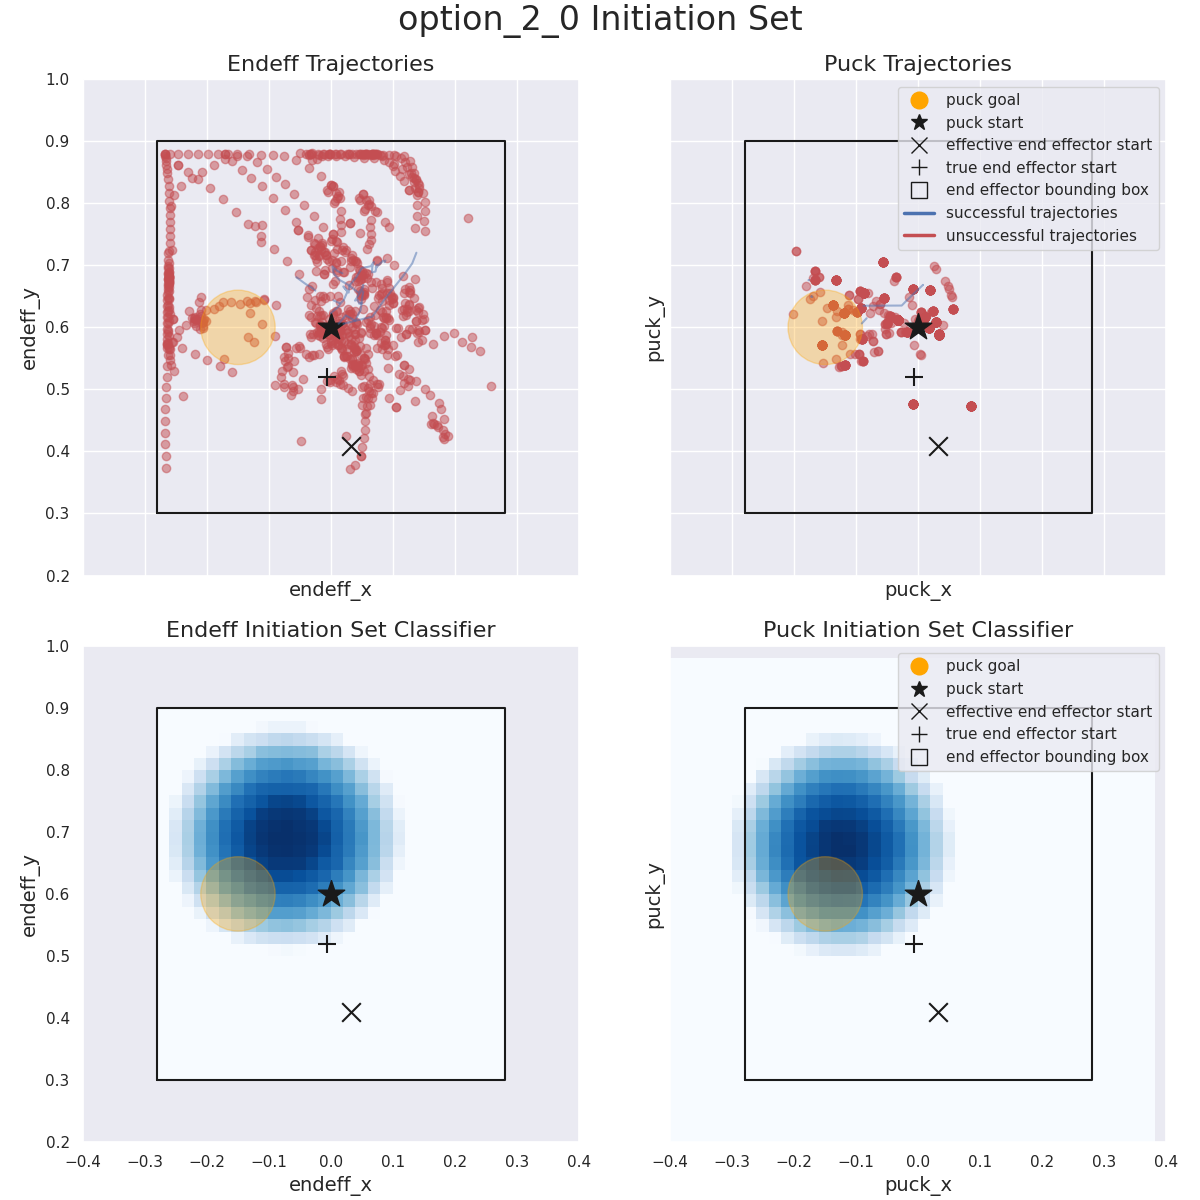 option_2_0 Initiation Set
Endeff Trajectories
1.0
0.9
0.8
0.7
0.6
0.5
0.4
0.3
0.2
endeff_y
endeff_x
Puck Trajectories
puck goal
puck start
effective end effector start
true end effector start
end effector bounding box
successful trajectories
unsuccessful trajectories
puck_y
puck_x
Endeff Initiation Set Classifier
1.0
0.9
0.8
0.7
0.6
0.5
0.4
0.3
0.2
endeff_y
-0.4 -0.3 -0.2 -0.1 0.0 0.1 0.2 0.3 0.4
endeff_x
Puck Initiation Set Classifier
puck goal
puck start
effective end effector start
true end effector start
end effector bounding box
puck_y
-0.4 -0.3 -0.2 -0.1 0.0 0.1 0.2 0.3 0.4
puck_x